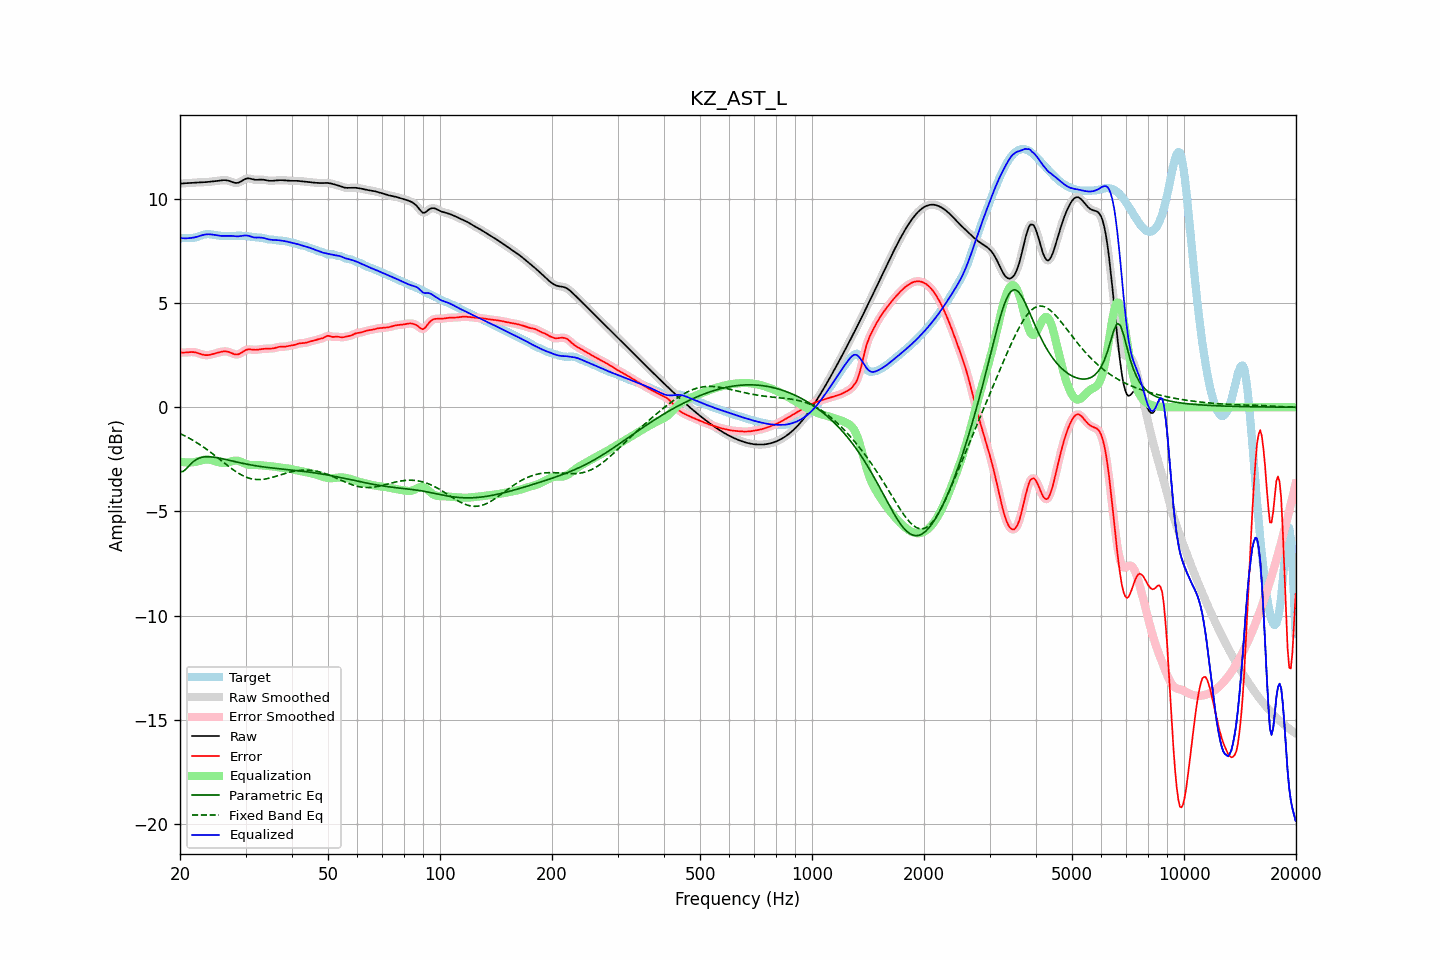 KZ_AST_L
Amplitude (dBr)
10
5
0
−5
−10
−15
−20
Target
Raw Smoothed
Error Smoothed
Raw
Error
Equalization
Parametric Eq
Fixed Band Eq
Equalized
20 50 100 200 500 1000 2000 5000 10000 20000
Frequency (Hz)